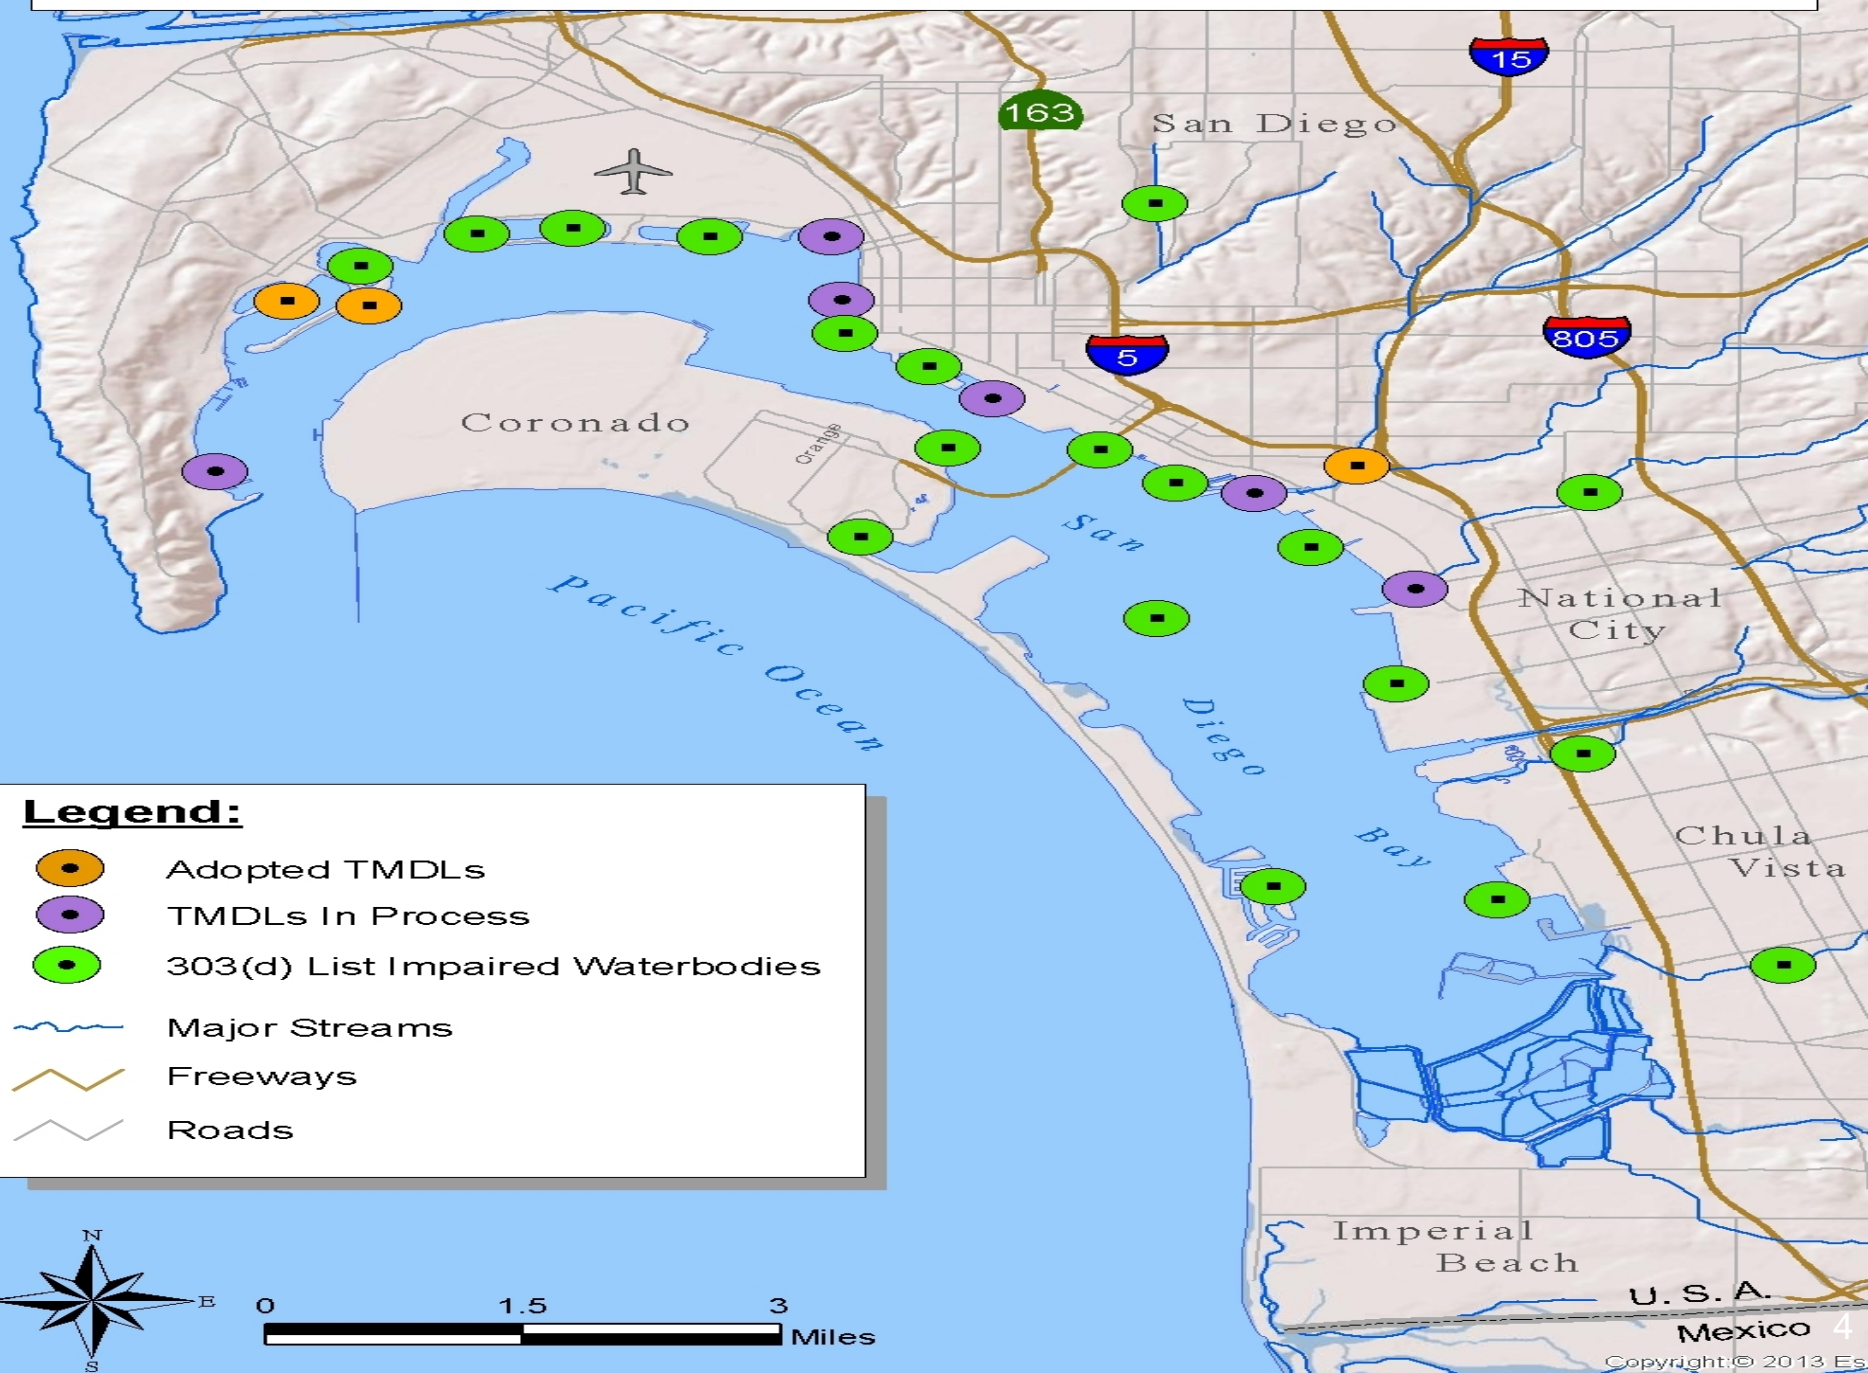 15
163
San Diego
5
805
Coronado
Orange
San
Diego
Bay
Pacific Ocean
National
City
Chula
Vista
Legend:
Adopted TMDLs
TMDLs In Process
303(d) List Impaired Waterbodies
Major Streams
Freeways
Roads
Imperial
Beach
N
E
S
0 1.5 3
Miles
U.S.A.
Mexico
4
Copyright:© 2013 Es